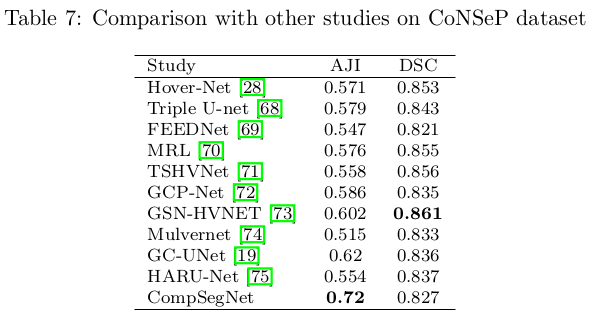 Table 7: Comparison with other studies on CoNSeP dataset
Study AJI DSC
Hover-Net [28] 0.571 0.853
Triple U-net [68] 0.579 0.843
FEEDNet [69] 0.547 0.821
MRL [70] 0.576 0.855
TSHVNet [71] 0.558 0.856
GCP-Net [72] 0.586 0.835
GSN-HVNET [73] 0.602 0.861
Mulvernet [74] 0.515 0.833
GC-UNet [19] 0.62 0.836
HARU-Net [75] 0.554 0.837
CompSegNet 0.72 0.827